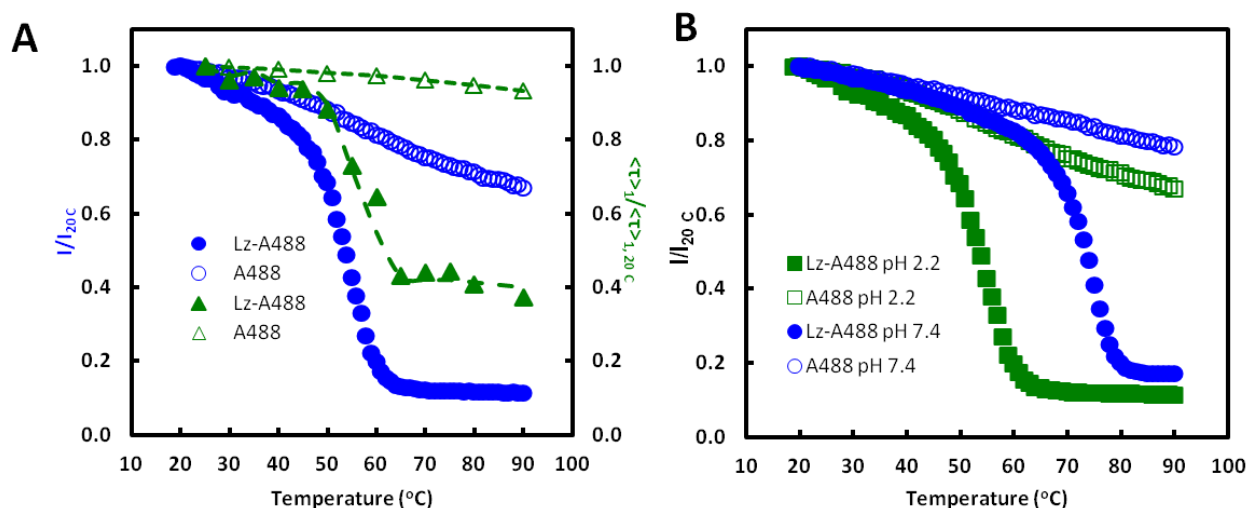 A
I/I20 C
1.0
0.8
0.6
0.4
0.2
0.0
10 20 30 40 50 60 70 80 90 100
Temperature (°C)
1.0
0.8
0.6
0.4
0.2
0.0
<τ>1/<τ>1, 20 C
Lz-A488
A488
Lz-A488
A488
B
I/I20 C
1.0
0.8
0.6
0.4
0.2
0.0
10 20 30 40 50 60 70 80 90 100
Temperature (°C)
Lz-A488 pH 2.2
A488 pH 2.2
Lz-A488 pH 7.4
A488 pH 7.4